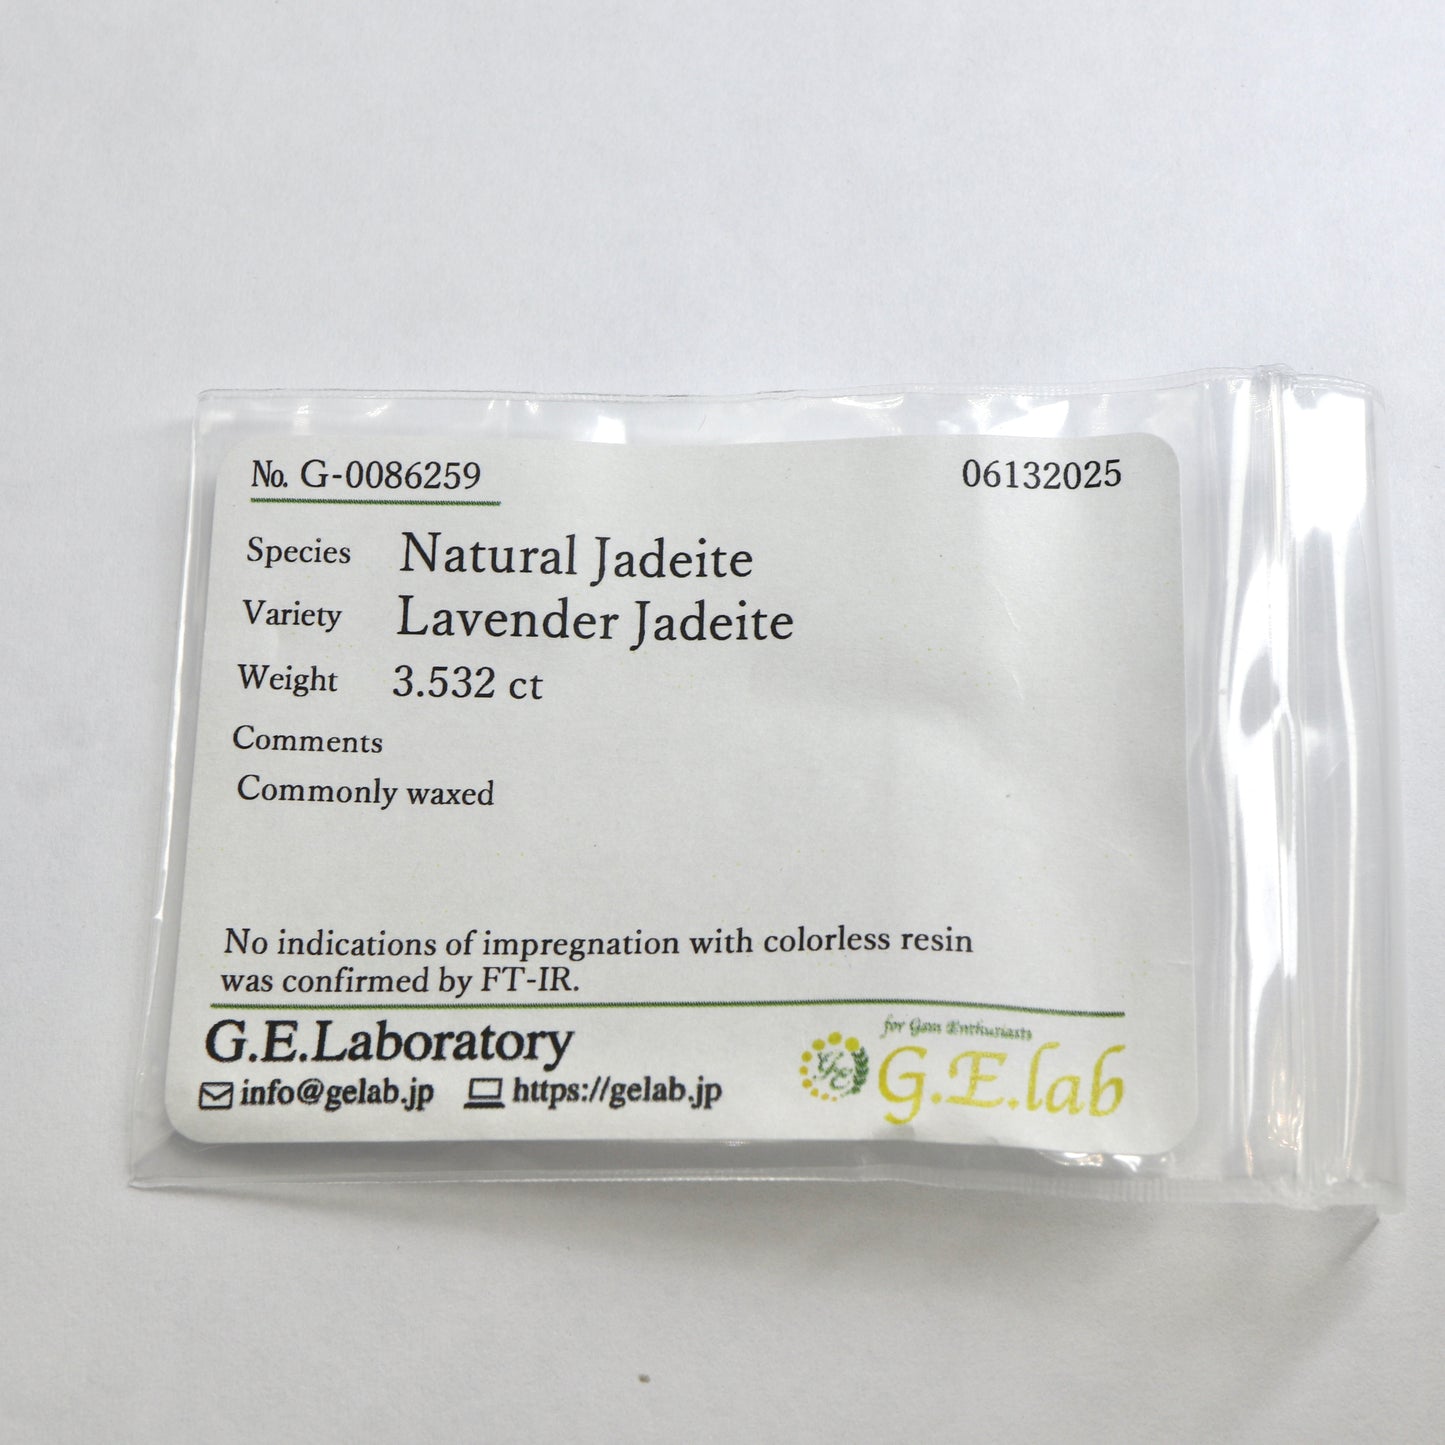 No. G-0086259 06132025
Species Natural Jadeite
Variety Lavender Jadeite
Weight 3.532 ct
Comments
Commonly waxed
No indications of impregnation with colorless resin
was confirmed by FT-IR.
G.E.Laboratory
info@gelab.jp https://gelab.jp
for Gem Enthusiasts
GE
G.E.lab